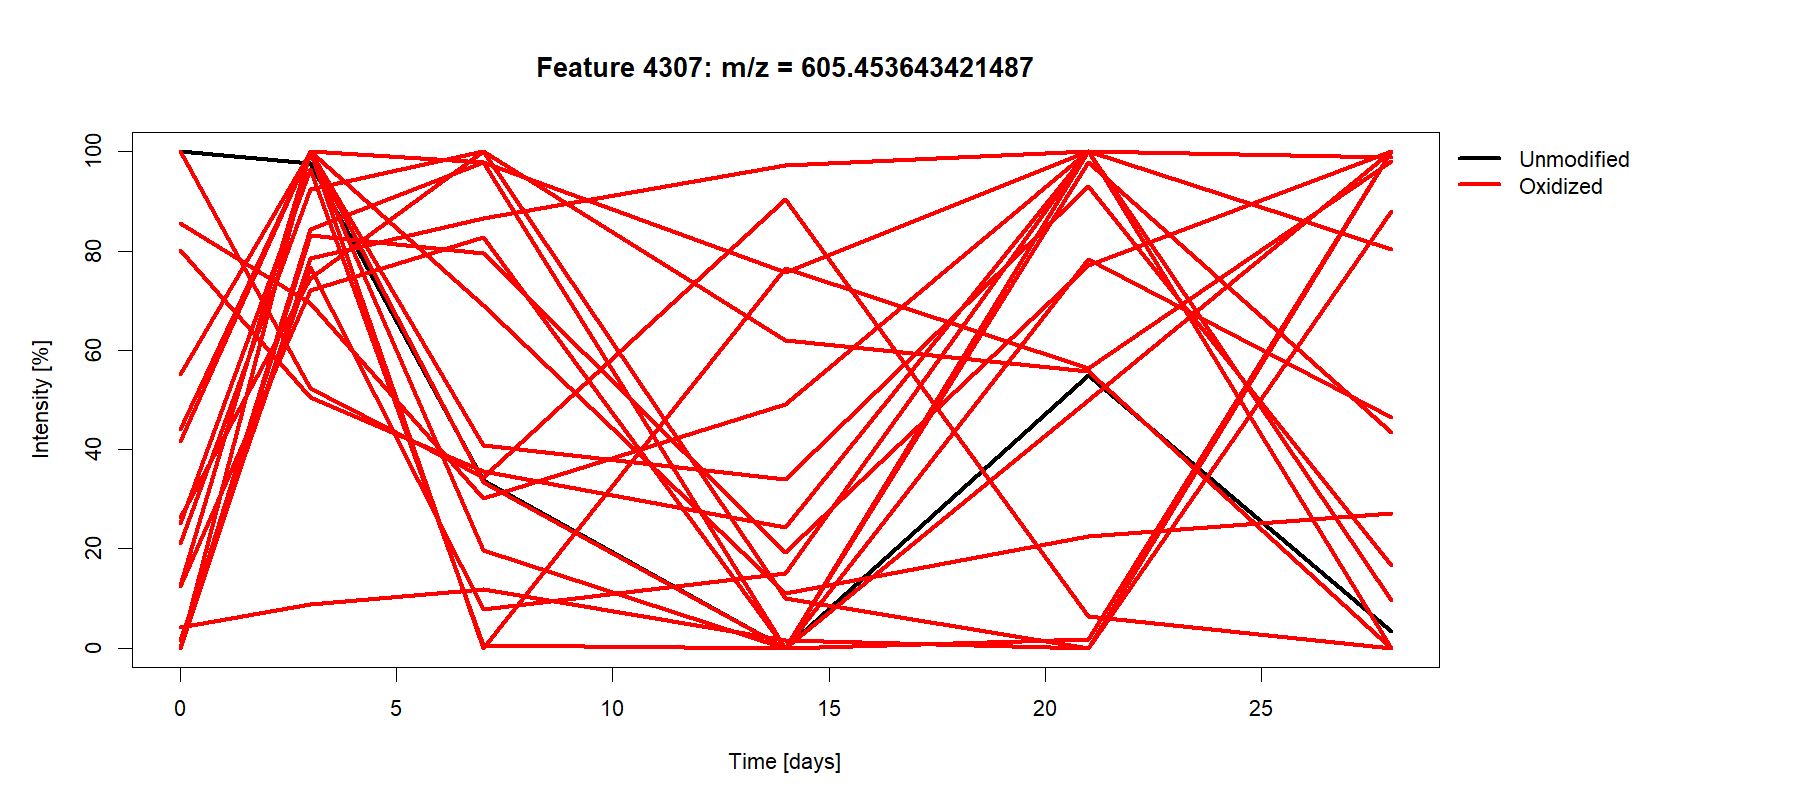 Feature 4307: m/z = 605.453643421487
Unmodified
Oxidized
Intensity [%]
100
80
60
40
20
0
0 5 10 15 20 25
Time [days]